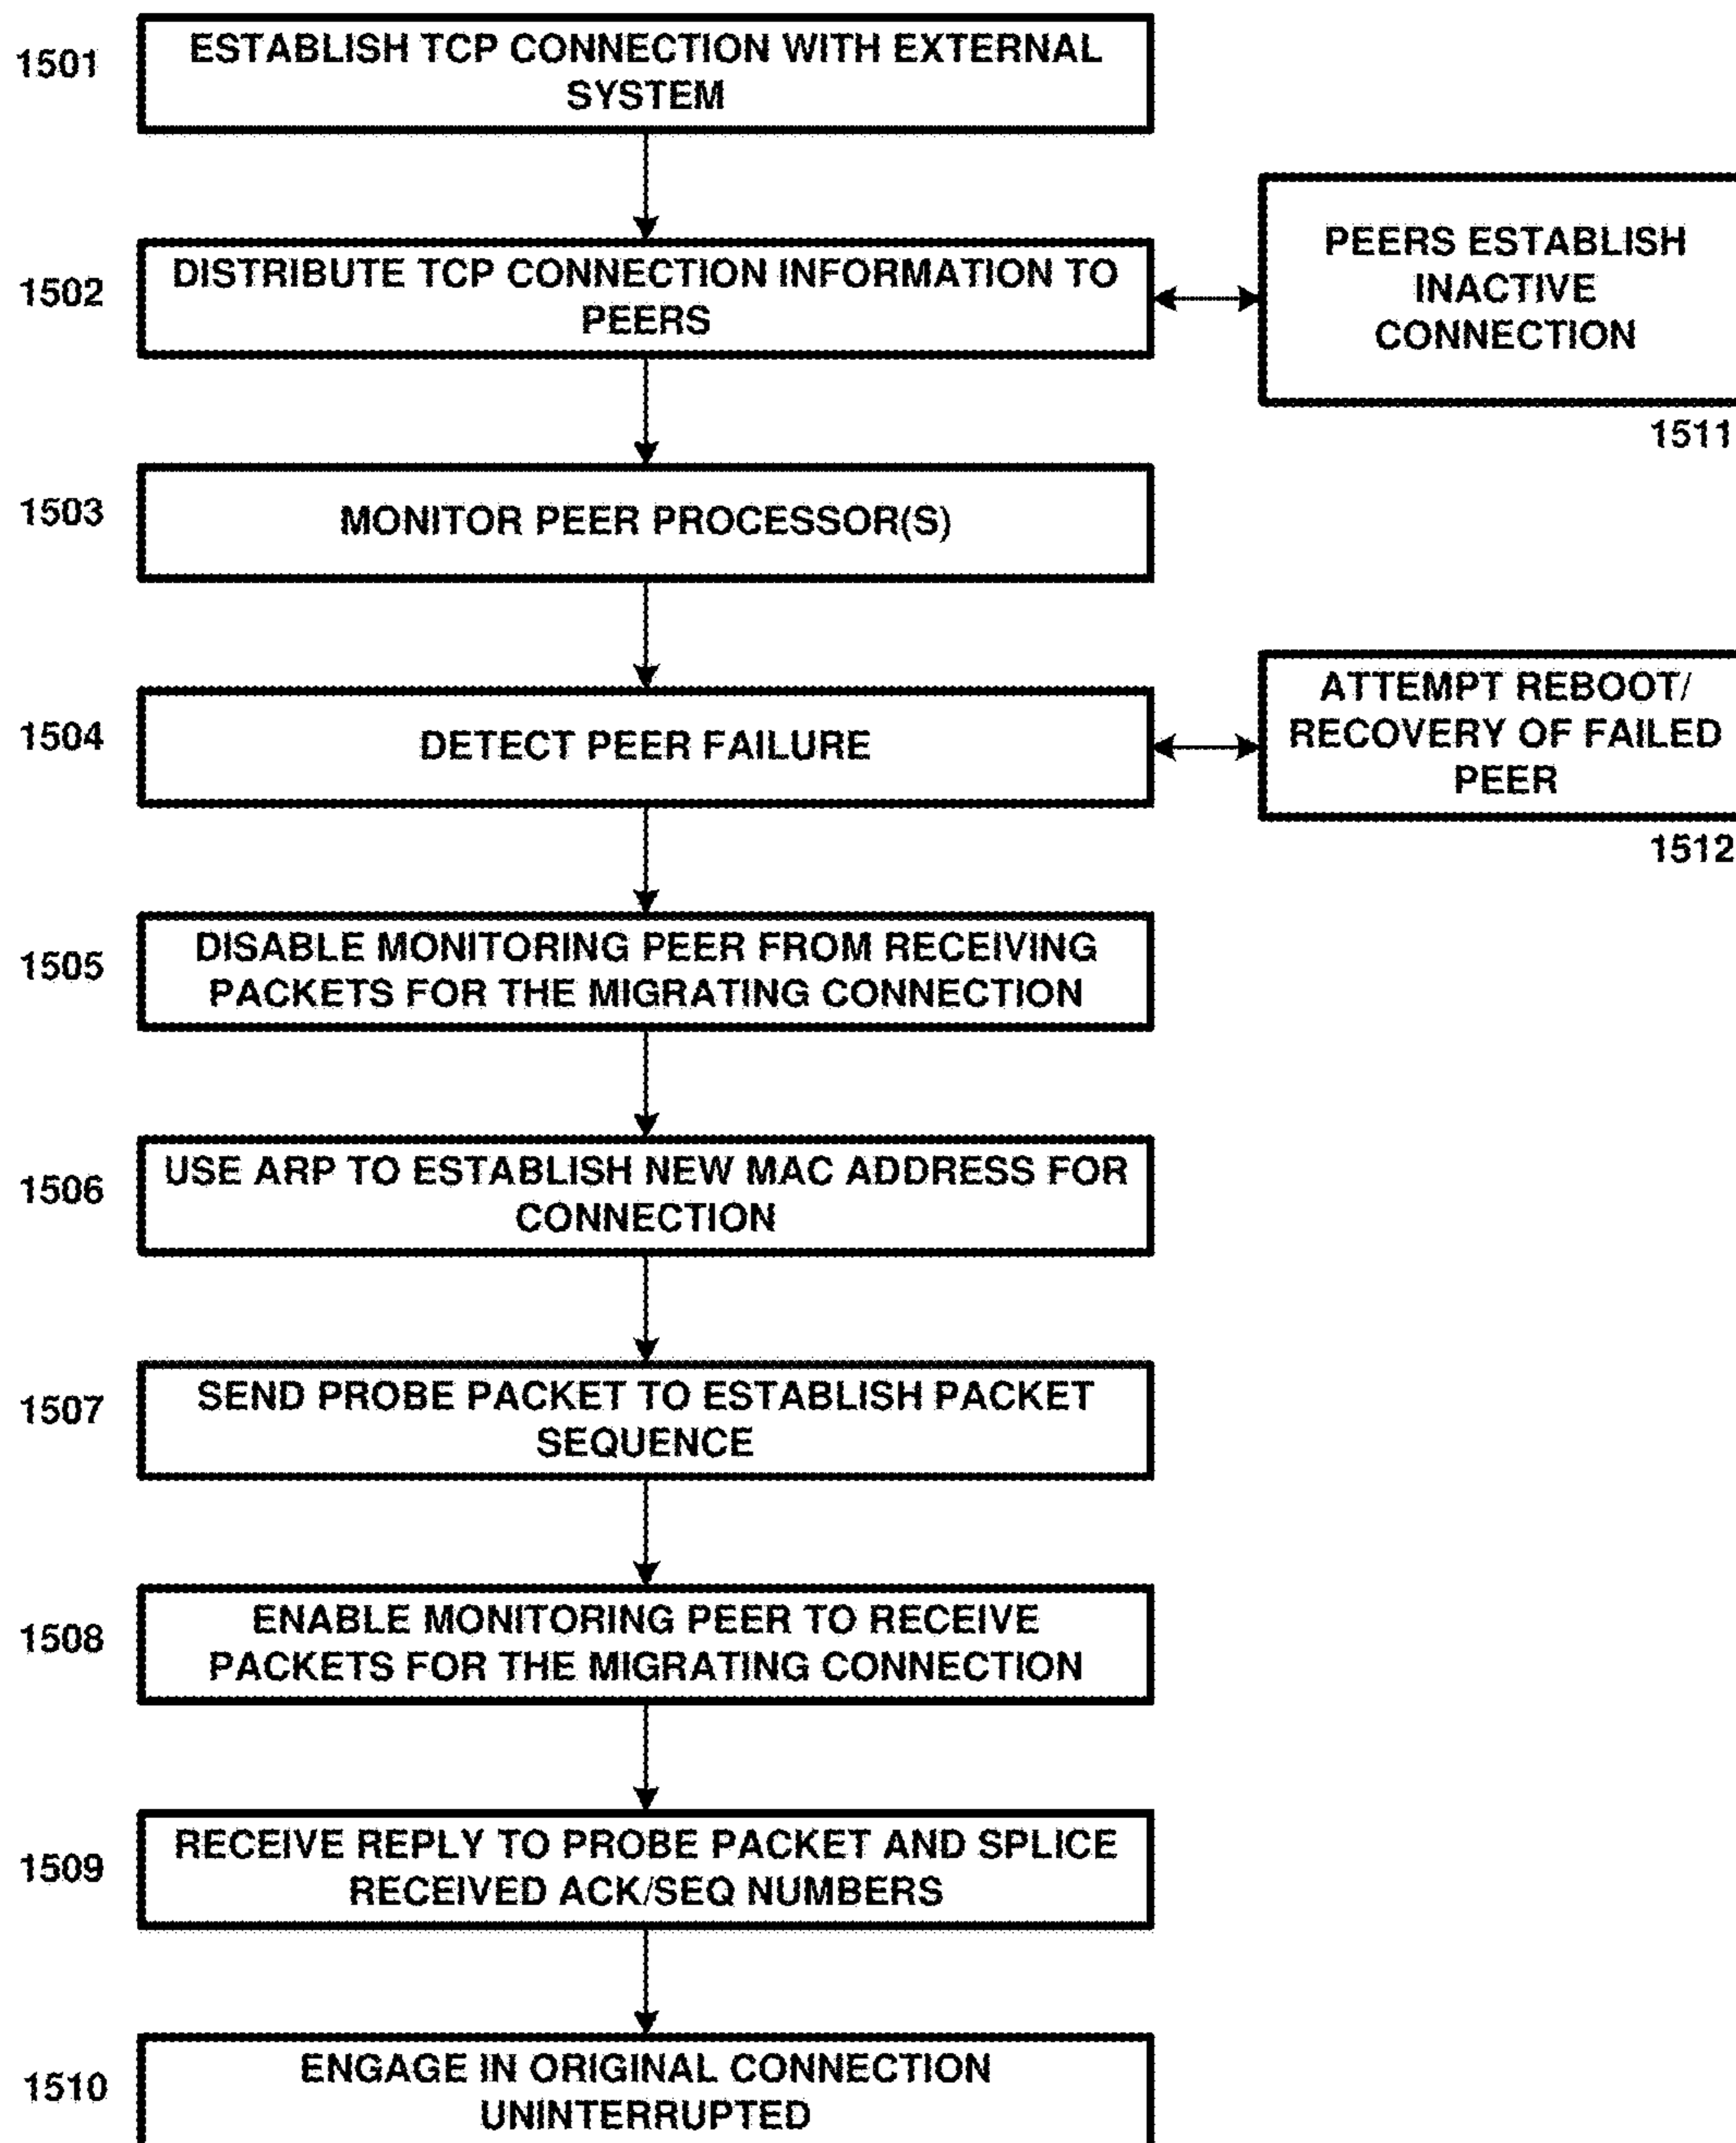 1501
ESTABLISH TCP CONNECTION WITH EXTERNAL
SYSTEM
1502
DISTRIBUTE TCP CONNECTION INFORMATION TO
PEERS
PEERS ESTABLISH
INACTIVE
CONNECTION
1511
1503
MONITOR PEER PROCESSOR(S)
1504
DETECT PEER FAILURE
ATTEMPT REBOOT/
RECOVERY OF FAILED
PEER
1512
1505
DISABLE MONITORING PEER FROM RECEIVING
PACKETS FOR THE MIGRATING CONNECTION
1506
USE ARP TO ESTABLISH NEW MAC ADDRESS FOR
CONNECTION
1507
SEND PROBE PACKET TO ESTABLISH PACKET
SEQUENCE
1508
ENABLE MONITORING PEER TO RECEIVE
PACKETS FOR THE MIGRATING CONNECTION
1509
RECEIVE REPLY TO PROBE PACKET AND SPLICE
RECEIVED ACK/SEQ NUMBERS
1510
ENGAGE IN ORIGINAL CONNECTION
UNINTERRUPTED